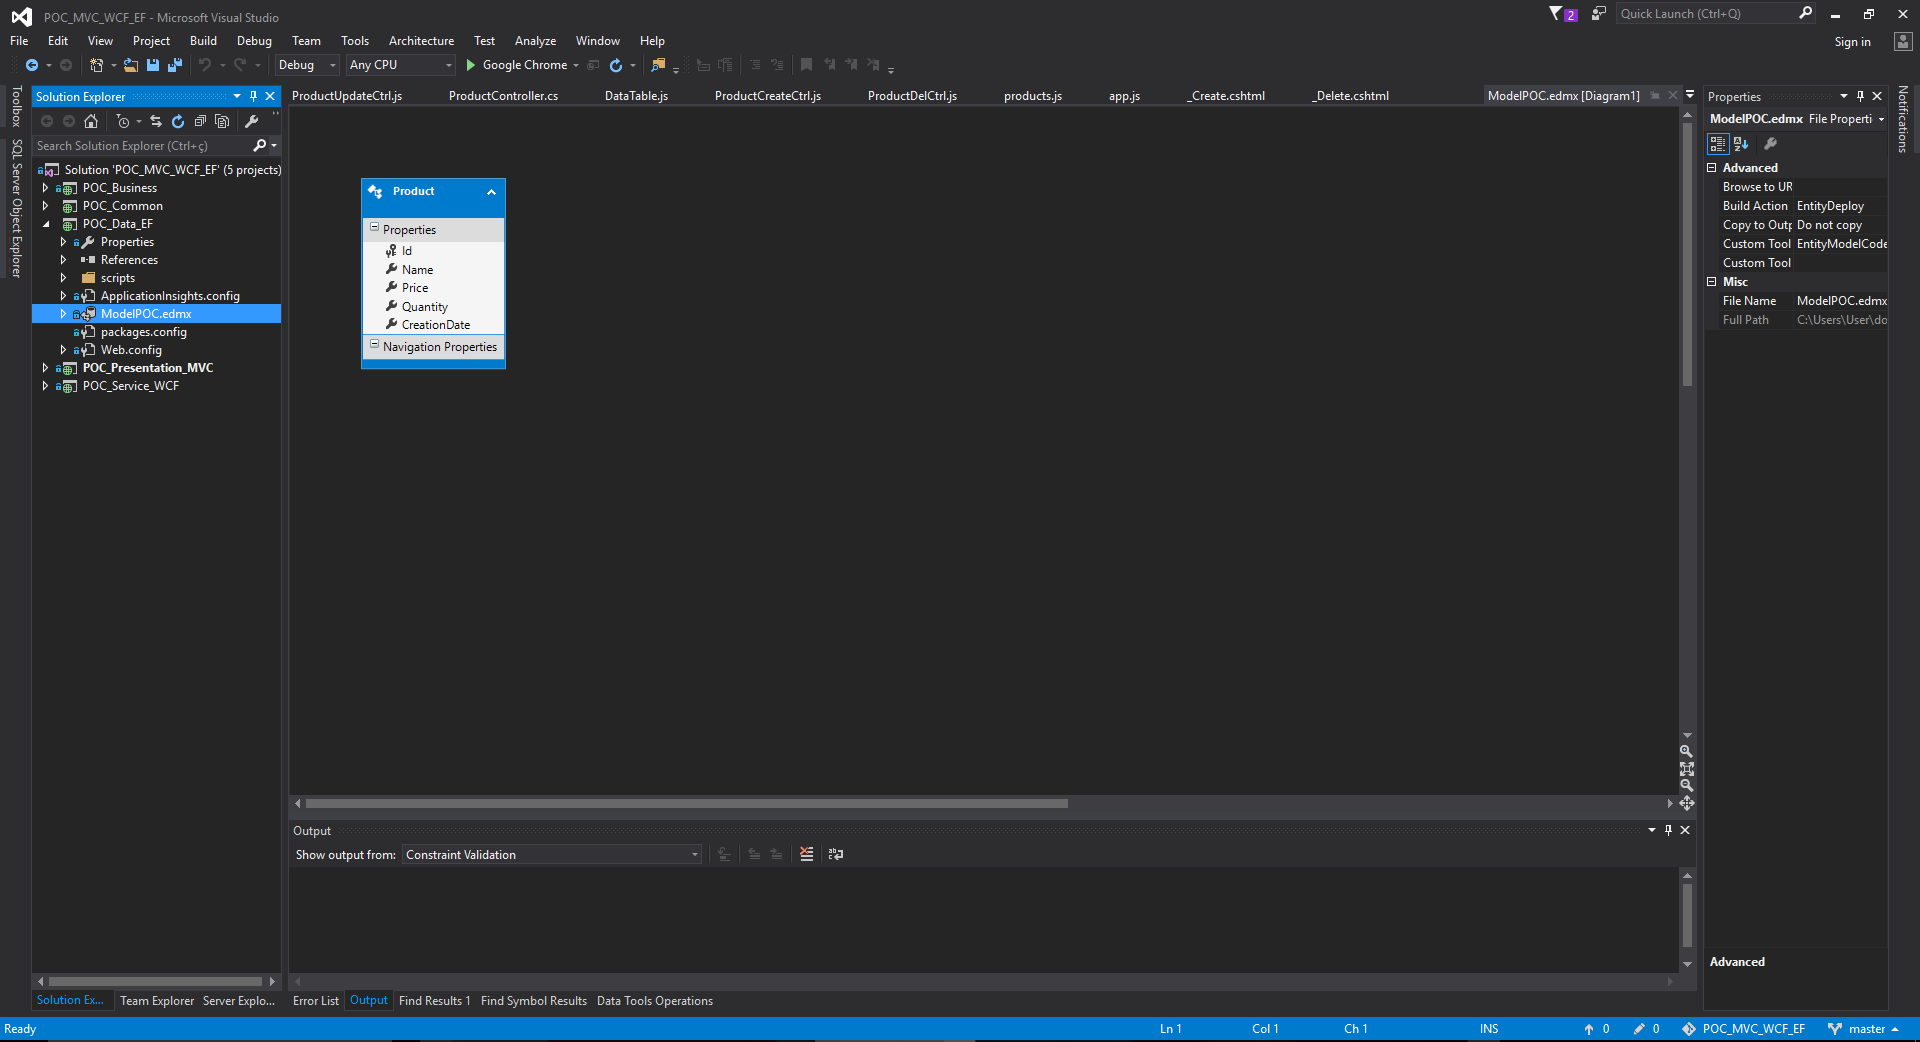 POC_MVC_WCF_EF - Microsoft Visual Studio
2
Quick Launch (Ctrl+Q)
File Edit View Project Build Debug Team Tools Architecture Test Analyze Window Help
Sign in
Debug Any CPU Google Chrome
Toolbox
SQL Server Object Explorer
Solution Explorer
Search Solution Explorer (Ctrl+ç)
Solution 'POC_MVC_WCF_EF' (5 projects)
POC_Business
POC_Common
POC_Data_EF
Properties
References
scripts
ApplicationInsights.config
ModelPOC.edmx
packages.config
Web.config
POC_Presentation_MVC
POC_Service_WCF
Solution Ex... Team Explorer Server Explo...
ProductUpdateCtrl.js ProductController.cs DataTable.js ProductCreateCtrl.js ProductDelCtrl.js products.js app.js _Create.cshtml _Delete.cshtml ModelPOC.edmx [Diagram1]
Product
Properties
Id
Name
Price
Quantity
CreationDate
Navigation Properties
Output
Show output from: Constraint Validation
Error List Output Find Results 1 Find Symbol Results Data Tools Operations
Properties
ModelPOC.edmx File Properti
Advanced
Browse to UR
Build Action EntityDeploy
Copy to Outp Do not copy
Custom Tool EntityModelCode
Custom Tool
Misc
File Name ModelPOC.edmx
Full Path C:\Users\User\do
Advanced
Notifications
Ready Ln 1 Col 1 Ch 1 INS 0 0 POC_MVC_WCF_EF master